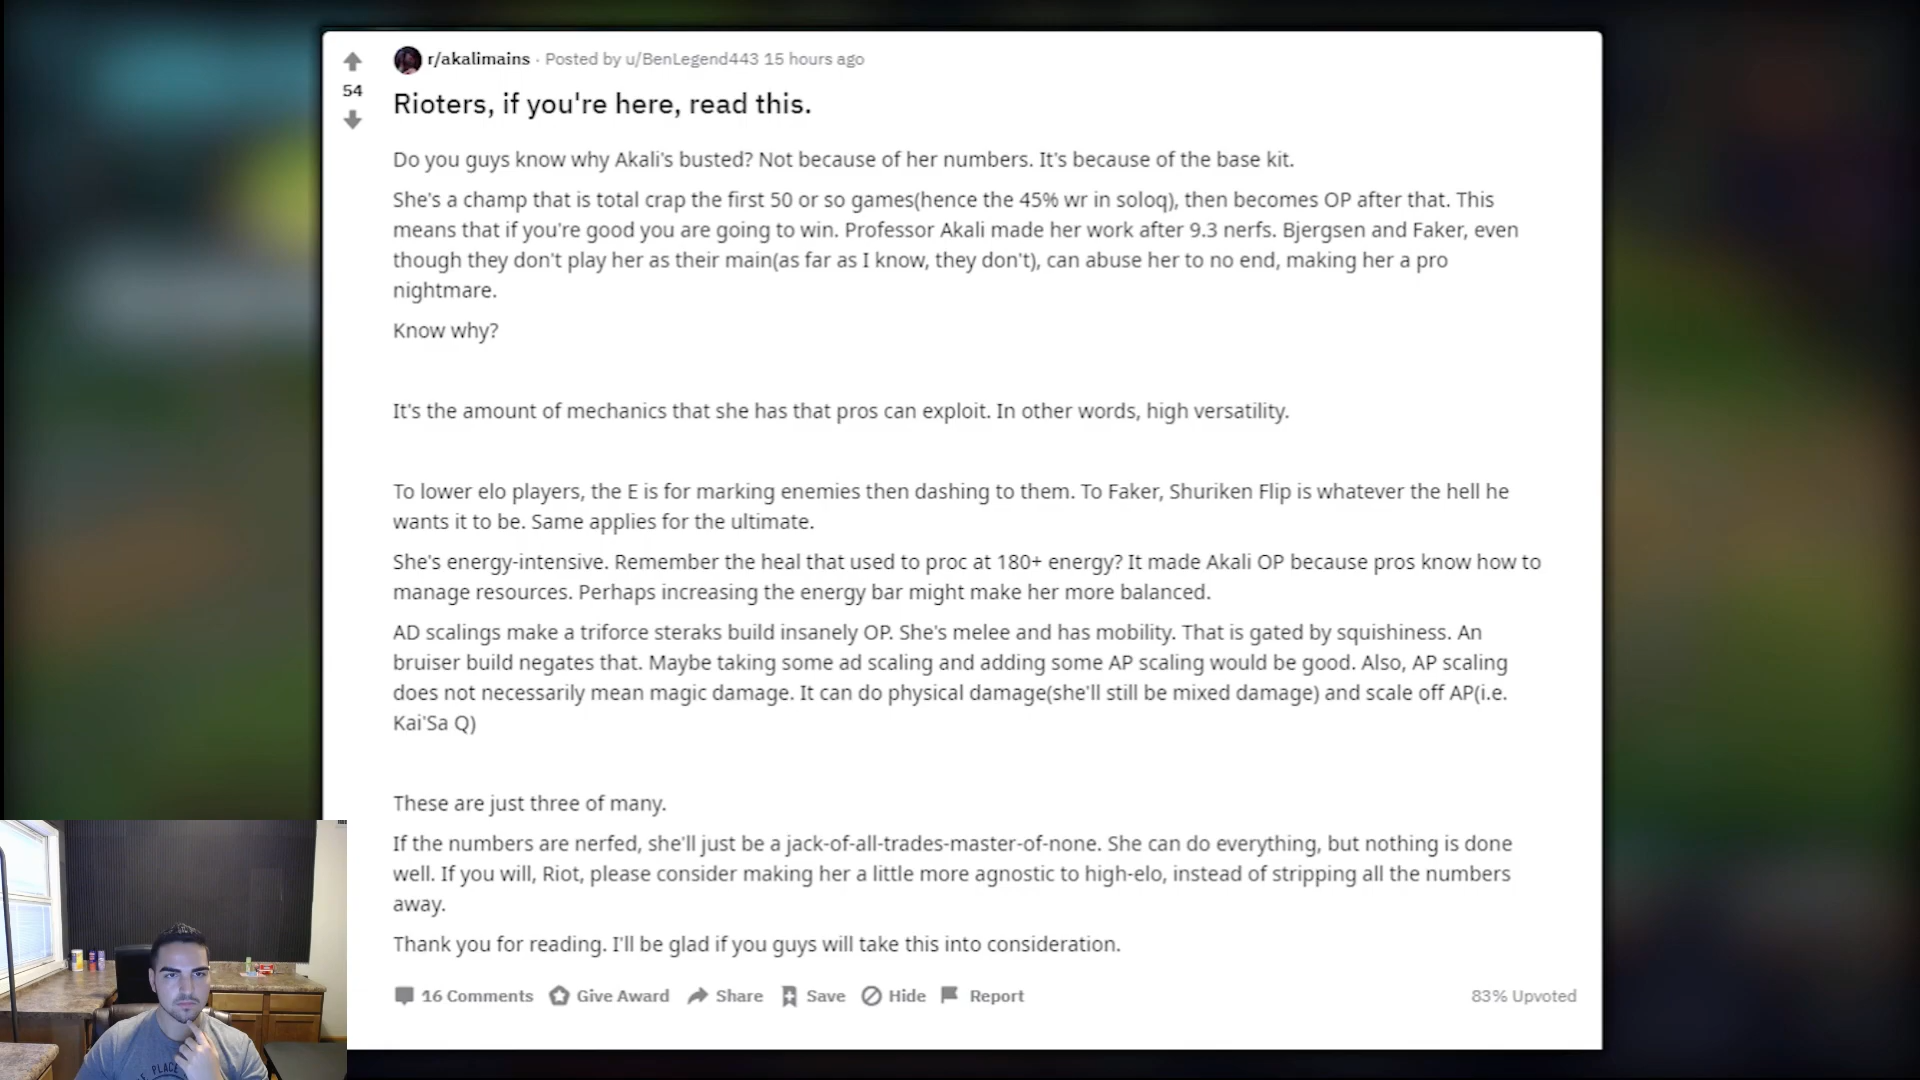 r/akalimains · Posted by u/BenLegend443 15 hours ago
54
Rioters, if you're here, read this.
Do you guys know why Akali's busted? Not because of her numbers. It's because of the base kit.
She's a champ that is total crap the first 50 or so games(hence the 45% wr in soloq), then becomes OP after that. This
means that if you're good you are going to win. Professor Akali made her work after 9.3 nerfs. Bjergsen and Faker, even
though they don't play her as their main(as far as I know, they don't), can abuse her to no end, making her a pro
nightmare.
Know why?
It's the amount of mechanics that she has that pros can exploit. In other words, high versatility.
To lower elo players, the E is for marking enemies then dashing to them. To Faker, Shuriken Flip is whatever the hell he
wants it to be. Same applies for the ultimate.
She's energy-intensive. Remember the heal that used to proc at 180+ energy? It made Akali OP because pros know how to
manage resources. Perhaps increasing the energy bar might make her more balanced.
AD scalings make a triforce steraks build insanely OP. She's melee and has mobility. That is gated by squishiness. An
bruiser build negates that. Maybe taking some ad scaling and adding some AP scaling would be good. Also, AP scaling
does not necessarily mean magic damage. It can do physical damage(she'll still be mixed damage) and scale off AP(i.e.
Kai'Sa Q)
These are just three of many.
If the numbers are nerfed, she'll just be a jack-of-all-trades-master-of-none. She can do everything, but nothing is done
well. If you will, Riot, please consider making her a little more agnostic to high-elo, instead of stripping all the numbers
away.
Thank you for reading. I'll be glad if you guys will take this into consideration.
16 Comments Give Award Share Save Hide Report 83% Upvoted
PLACE